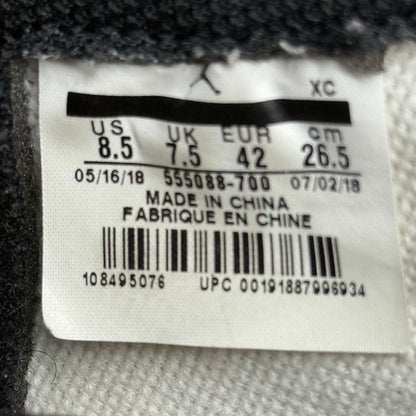 XC
US UK EUR cm
8.5 7.5 42 26.5
05/16/18 555088-700 07/02/18
MADE IN CHINA
FABRIQUE EN CHINE
108495076 UPC 00191887996934